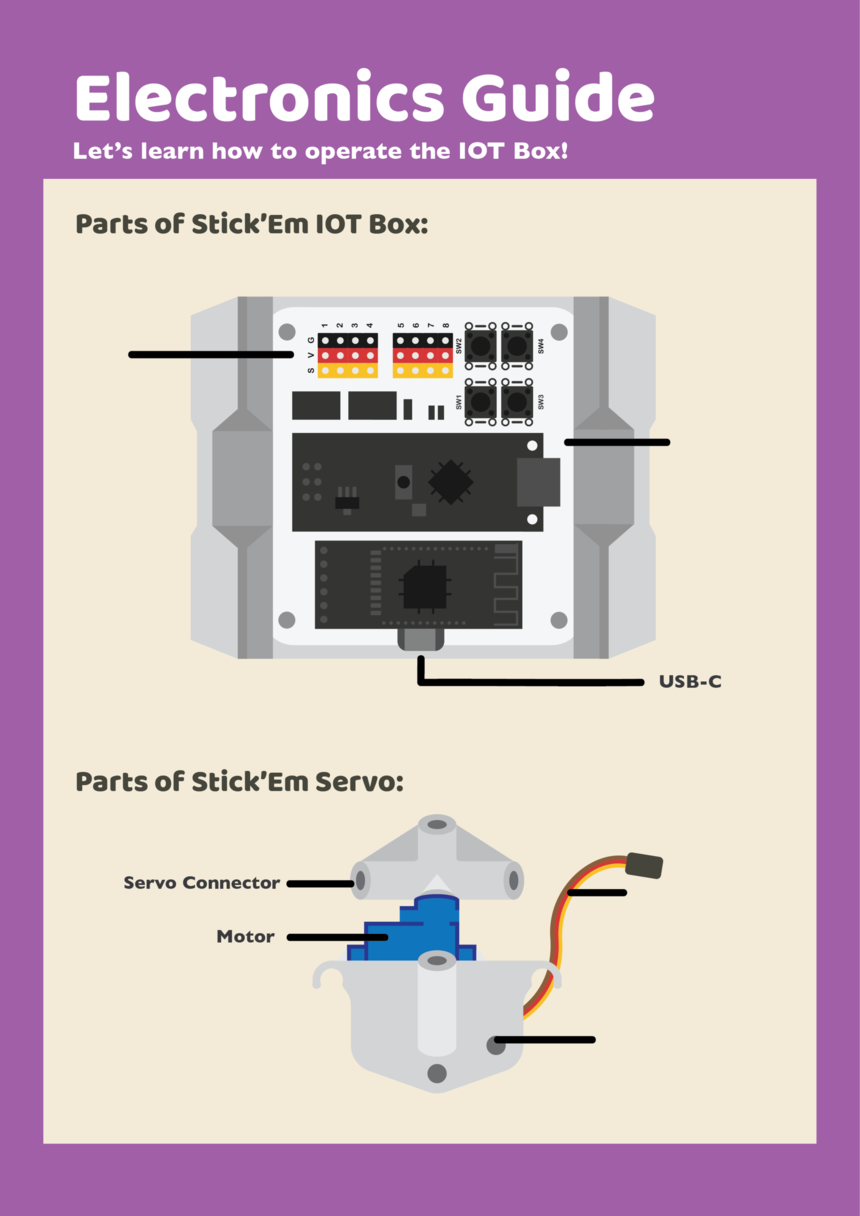 Electronics Guide
Let's learn how to operate the IOT Box!
Parts of Stick'Em IOT Box:
1 2 3 4 5 6 7 8
G
V
S
SW2
SW4
SW1
SW3
USB-C
Parts of Stick'Em Servo:
Servo Connector
Motor